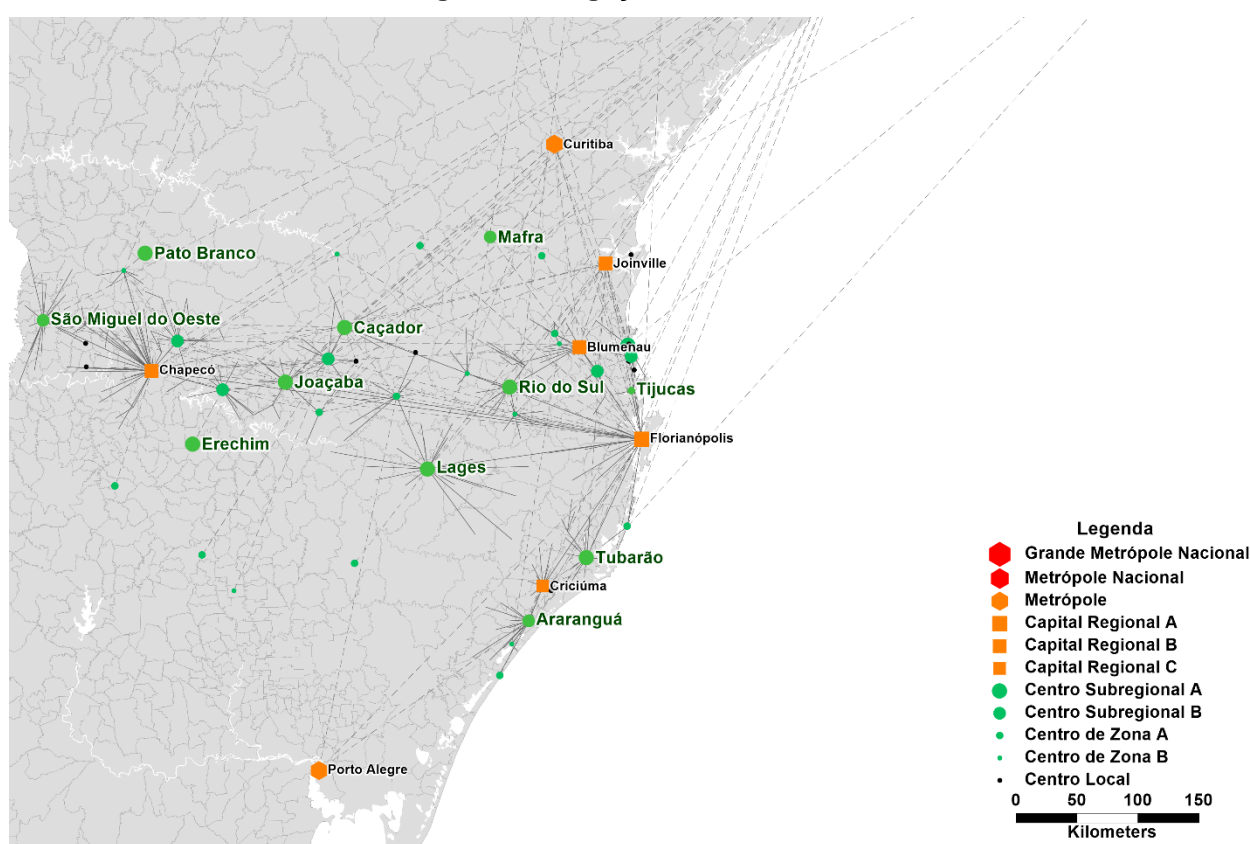 Curitiba
Mafra
Pato Branco
Joinville
São Miguel do Oeste
Caçador
Blumenau
Chapecó
Joaçaba
Rio do Sul
Tijucas
Florianópolis
Erechim
Lages
Tubarão
Criciúma
Araranguá
Porto Alegre
Legenda
Grande Metrópole Nacional
Metrópole Nacional
Metrópole
Capital Regional A
Capital Regional B
Capital Regional C
Centro Subregional A
Centro Subregional B
Centro de Zona A
Centro de Zona B
Centro Local
0 50 100 150
Kilometers